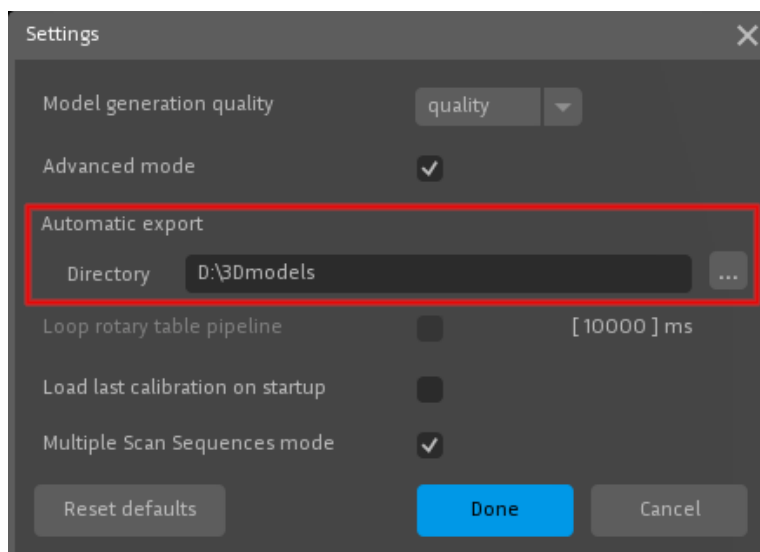 Settings
Model generation quality quality
Advanced mode
Automatic export
Directory D:\3Dmodels ...
Loop rotary table pipeline [ 10000 ] ms
Load last calibration on startup
Multiple Scan Sequences mode
Reset defaults Done Cancel